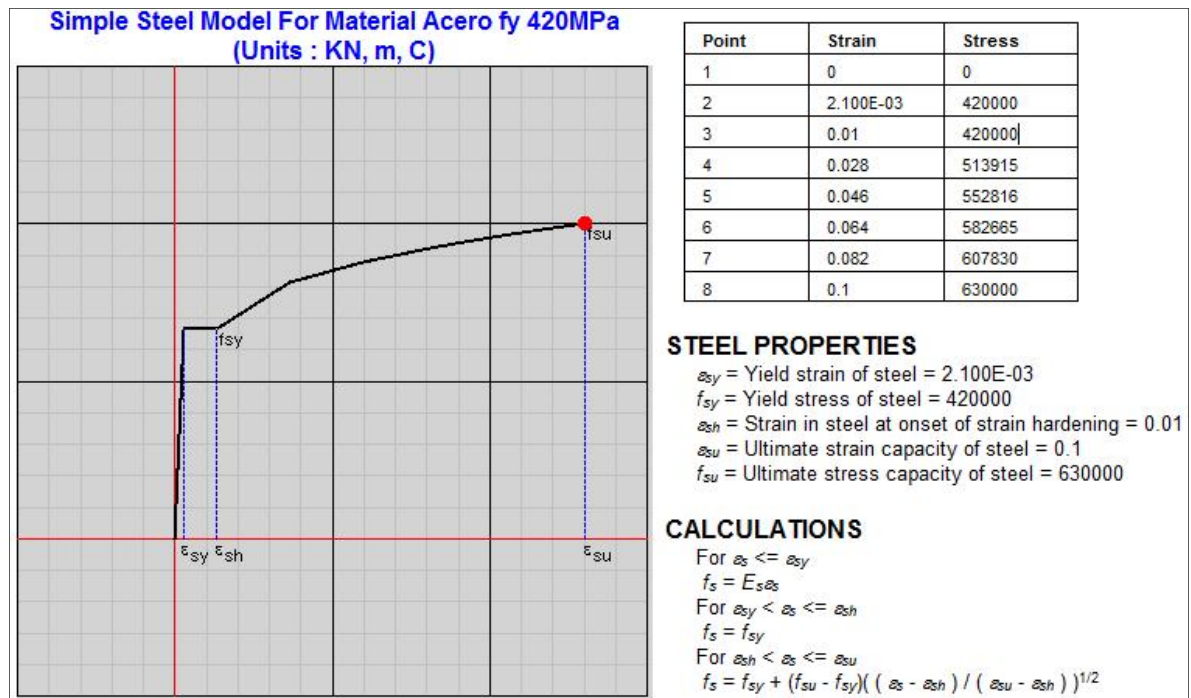 Simple Steel Model For Material Acero fy 420MPa
(Units : KN, m, C)
fsu
fsy
εsy εsh εsu
Point Strain Stress
1 0 0
2 2.100E-03 420000
3 0.01 420000
4 0.028 513915
5 0.046 552816
6 0.064 582665
7 0.082 607830
8 0.1 630000
STEEL PROPERTIES
εsy = Yield strain of steel = 2.100E-03
fsy = Yield stress of steel = 420000
εsh = Strain in steel at onset of strain hardening = 0.01
εsu = Ultimate strain capacity of steel = 0.1
fsu = Ultimate stress capacity of steel = 630000
CALCULATIONS
For εs <= εsy
fs = Esεs
For εsy < εs <= εsh
fs = fsy
For εsh < εs <= εsu
fs = fsy + (fsu - fsy)( ( εs - εsh ) / ( εsu - εsh ) )1/2